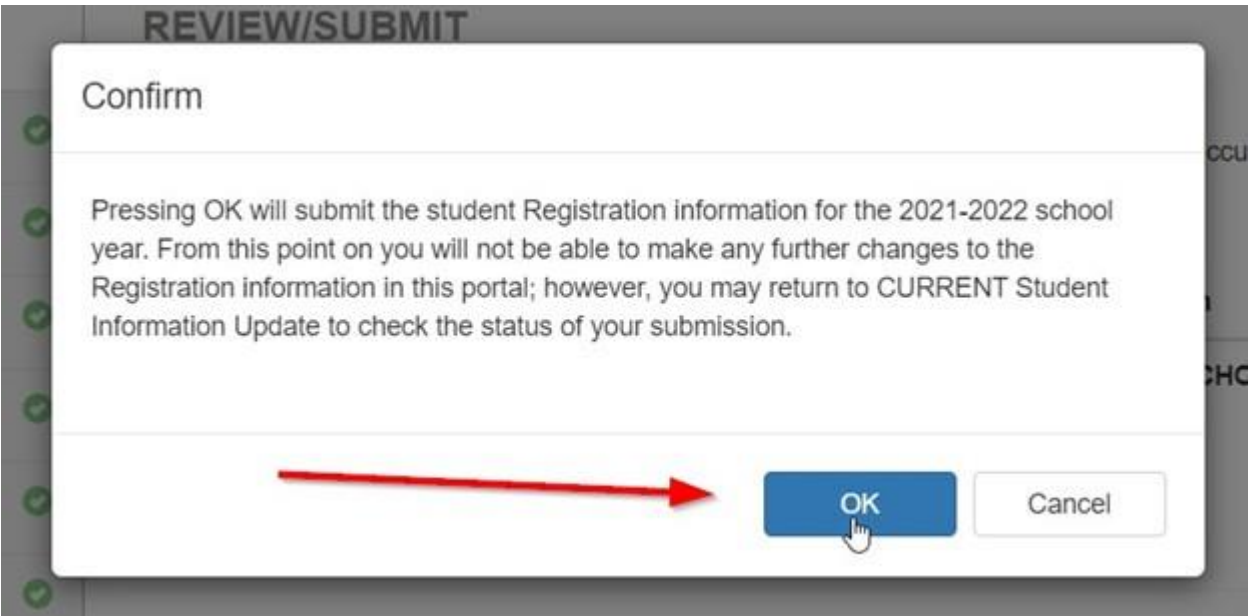 REVIEW/SUBMIT
Confirm
Pressing OK will submit the student Registration information for the 2021-2022 school
year. From this point on you will not be able to make any further changes to the
Registration information in this portal; however, you may return to CURRENT Student
Information Update to check the status of your submission.
OK
Cancel